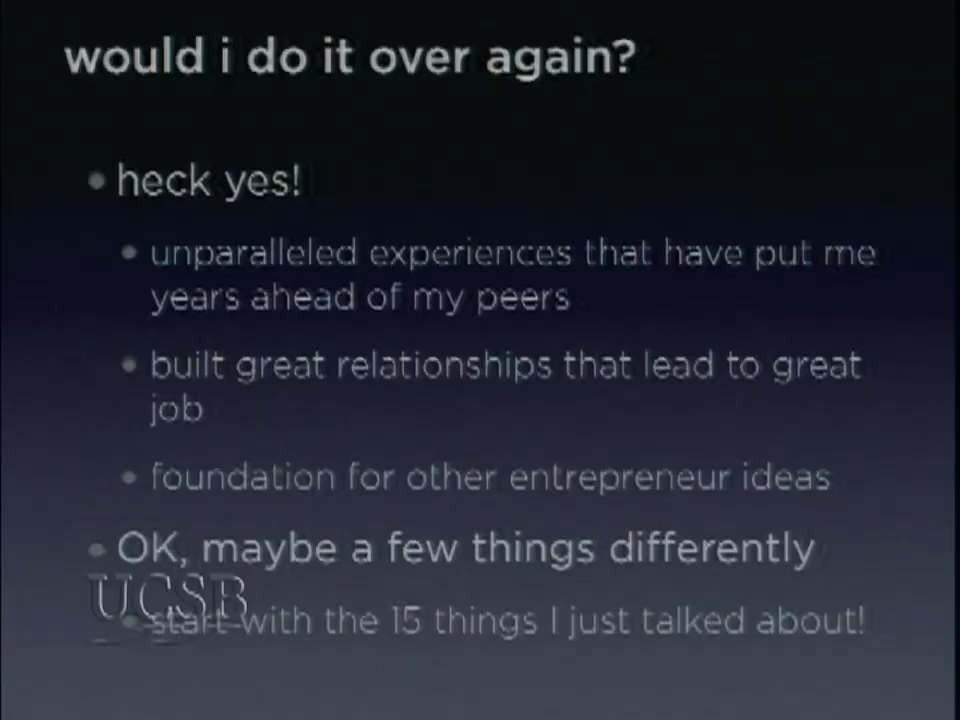 would i do it over again?
• heck yes!
• unparalleled experiences that have put me
years ahead of my peers
• built great relationships that lead to great
job
• foundation for other entrepreneur ideas
• OK, maybe a few things differently
UCSB
• start with the 15 things I just talked about!